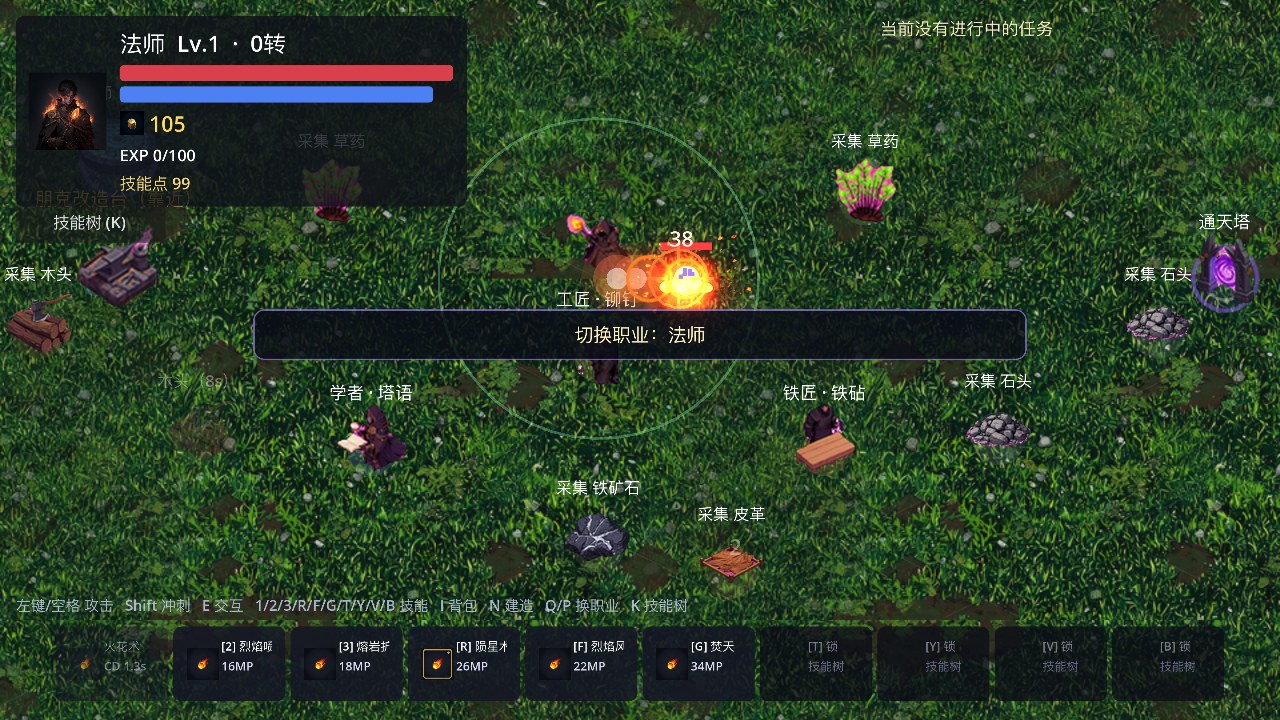 法师 Lv.1 · 0转
当前没有进行中的任务
105
EXP 0/100
技能点 99
技能树 (K)
采集 草药
采集 草药
38
通天塔
采集 木头
采集 石头
工匠 · 铆钉
切换职业：法师
木头 (8s)
采集 石头
学者 · 塔语
铁匠 · 铁砧
采集 铁矿石
采集 皮革
左键/空格 攻击 Shift 冲刺 E 交互 1/2/3/R/F/G/T/Y/V/B 技能 I 背包 N 建造 Q/P 换职业 K 技能树
火花术
CD 1.3s
[2] 烈焰
16MP
[3] 熔岩
18MP
[R] 陨星
26MP
[F] 烈焰风
22MP
[G] 焚天
34MP
[T] 锁
技能树
[Y] 锁
技能树
[V] 锁
技能树
[B] 锁
技能树